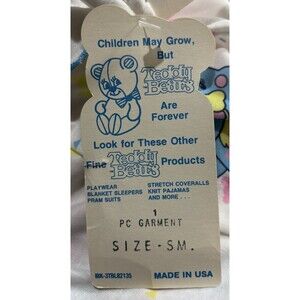 Children May Grow,
But
Teddy
Bears
Are
Forever
Look for These Other
Fine Teddy Bears Products
PLAYWEAR
BLANKET SLEEPERS
PRAM SUITS
STRETCH COVERALLS
KNIT PAJAMAS
AND MORE...
1
PC GARMENT
SIZE-SM.
MADE IN USA